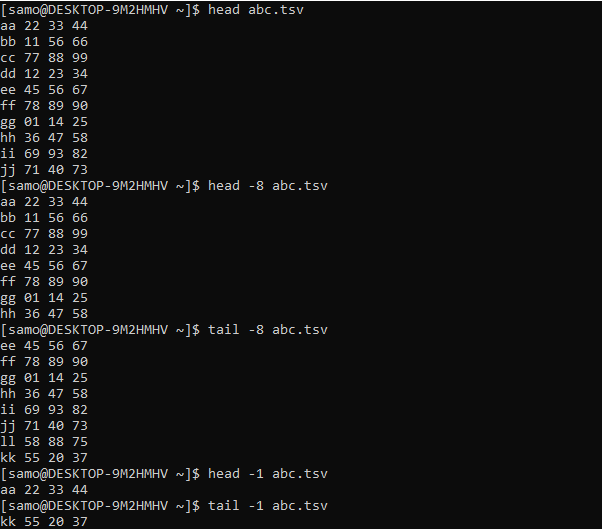 [samo@DESKTOP-9M2HMHV ~]$ head abc.tsv
aa 22 33 44
bb 11 56 66
cc 77 88 99
dd 12 23 34
ee 45 56 67
ff 78 89 90
gg 01 14 25
hh 36 47 58
ii 69 93 82
jj 71 40 73
[samo@DESKTOP-9M2HMHV ~]$ head -8 abc.tsv
aa 22 33 44
bb 11 56 66
cc 77 88 99
dd 12 23 34
ee 45 56 67
ff 78 89 90
gg 01 14 25
hh 36 47 58
[samo@DESKTOP-9M2HMHV ~]$ tail -8 abc.tsv
ee 45 56 67
ff 78 89 90
gg 01 14 25
hh 36 47 58
ii 69 93 82
jj 71 40 73
ll 58 88 75
kk 55 20 37
[samo@DESKTOP-9M2HMHV ~]$ head -1 abc.tsv
aa 22 33 44
[samo@DESKTOP-9M2HMHV ~]$ tail -1 abc.tsv
kk 55 20 37